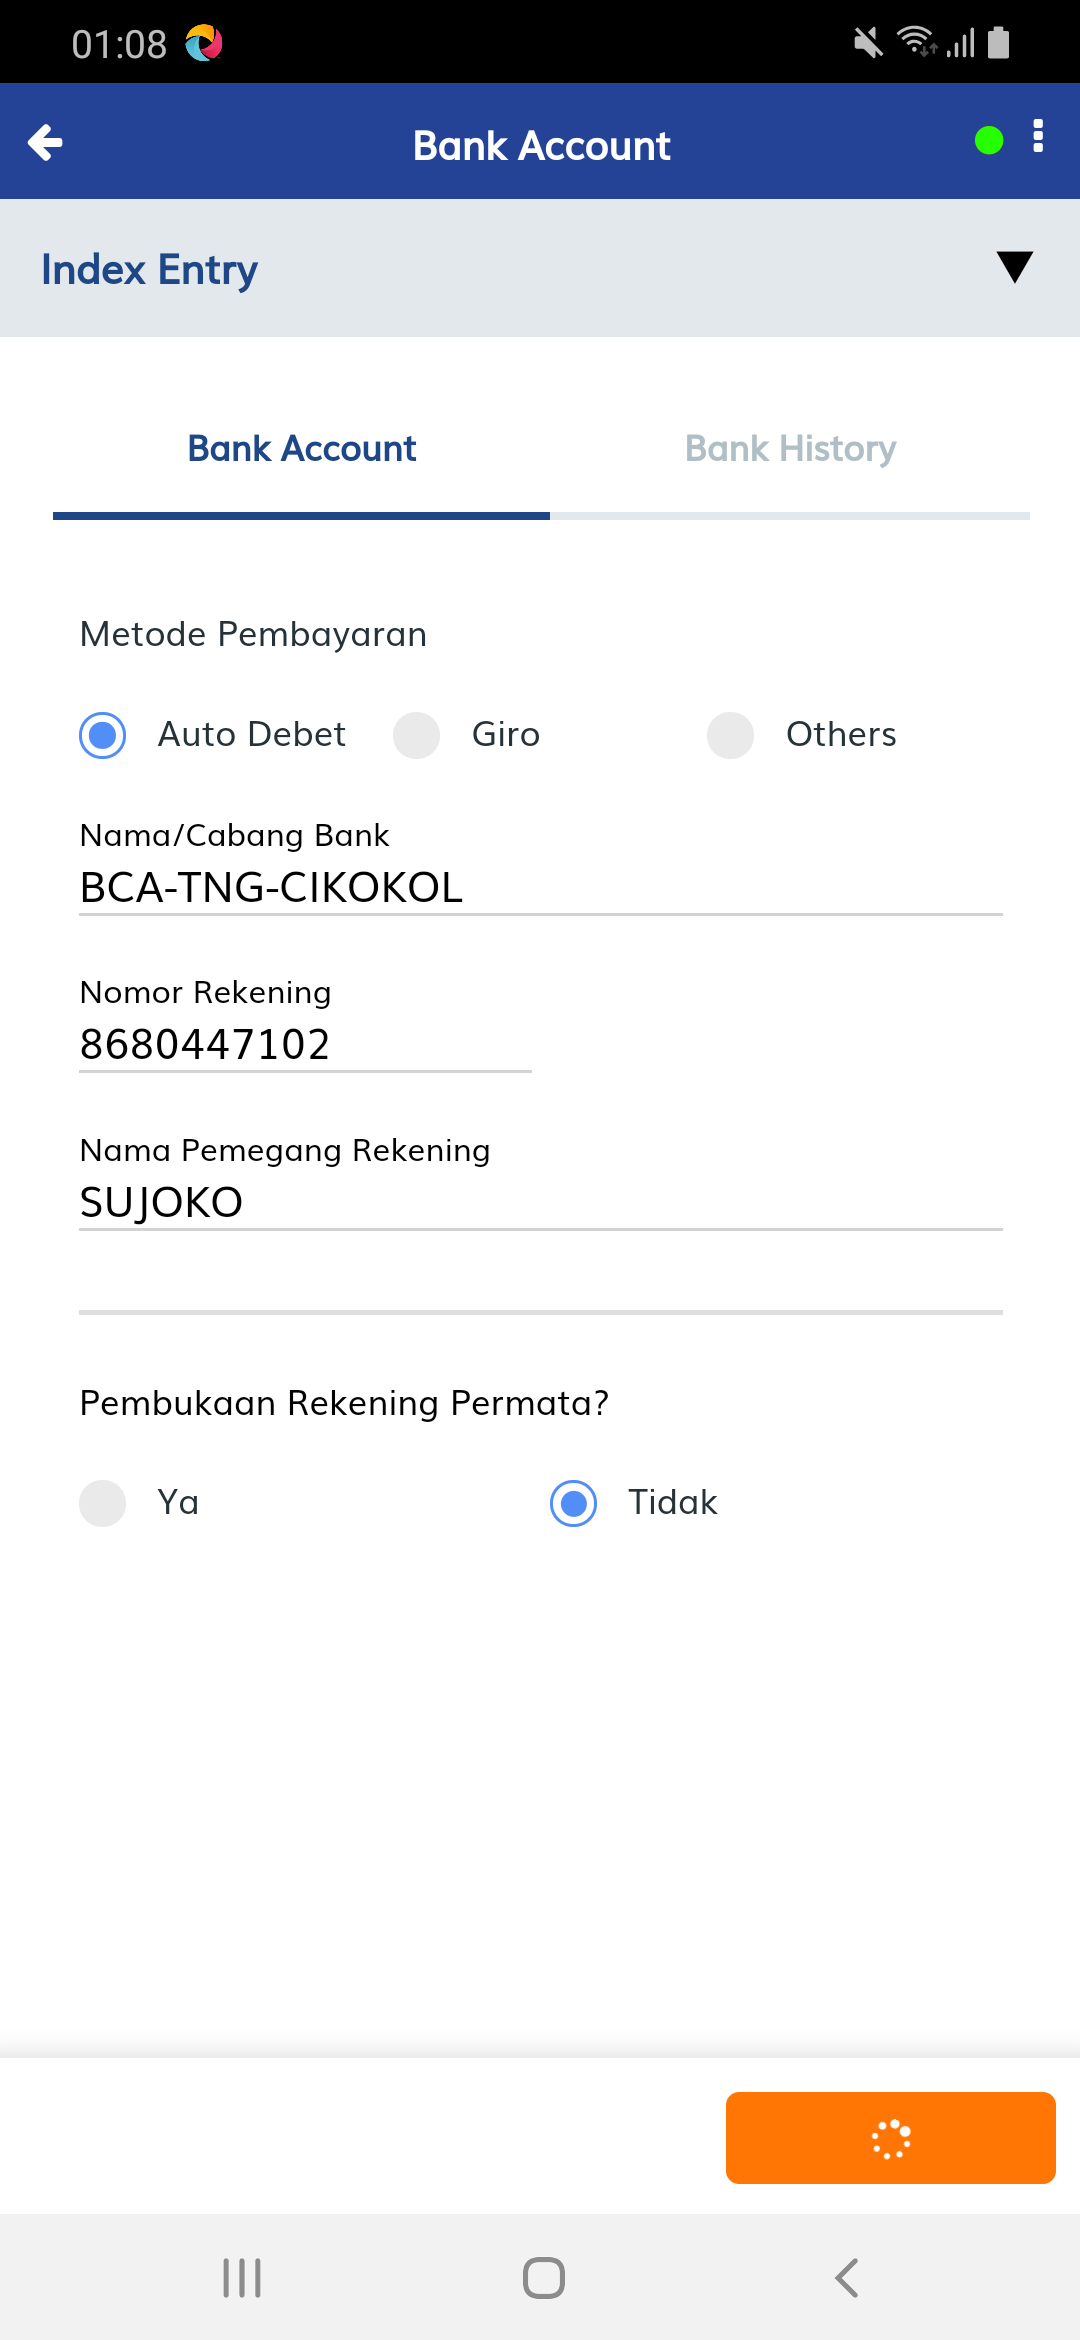 01:08
Bank Account
Index Entry
Bank Account Bank History
Metode Pembayaran
Auto Debet Giro Others
Nama/Cabang Bank
BCA-TNG-CIKOKOL
Nomor Rekening
8680447102
Nama Pemegang Rekening
SUJOKO
Pembukaan Rekening Permata?
Ya Tidak